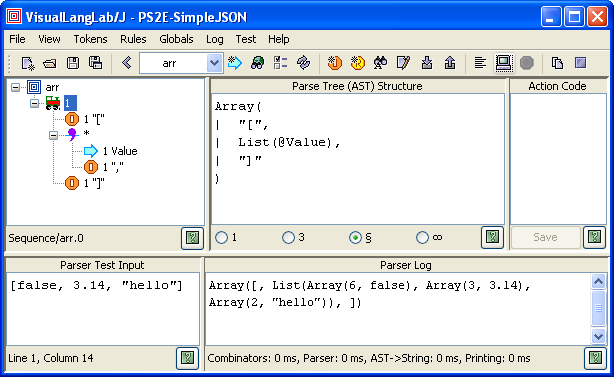 VisualLangLab/J - PS2E-SimpleJSON
File View Tokens Rules Globals Log Test Help
arr
arr
1
1 "["
*
1 Value
1 ","
1 "]"
Sequence/arr.0
Parse Tree (AST) Structure
Array(
|   "[",
|   List(@Value),
|   "]"
)
1 3 § ∞
Action Code
Save
Parser Test Input
[false, 3.14, "hello"]
Line 1, Column 14
Parser Log
Array([, List(Array(6, false), Array(3, 3.14),
Array(2, "hello")), ])
Combinators: 0 ms, Parser: 0 ms, AST->String: 0 ms, Printing: 0 ms